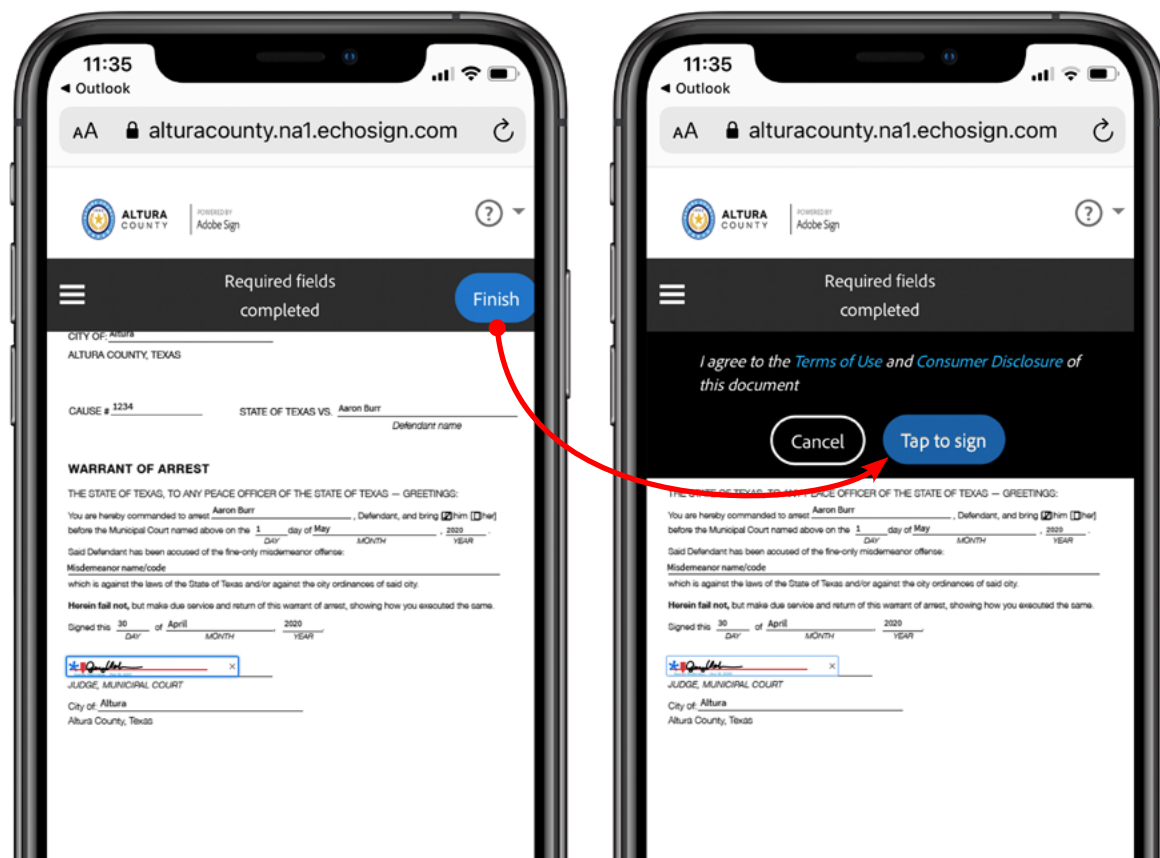 11:35
◀ Outlook
AA alturacounty.na1.echosign.com
ALTURA
COUNTY
POWERED BY
Adobe Sign
?
Required fields
completed
Finish
CITY OF: Altura
ALTURA COUNTY, TEXAS
CAUSE # 1234 STATE OF TEXAS VS. Aaron Burr
Defendant name
WARRANT OF ARREST
THE STATE OF TEXAS, TO ANY PEACE OFFICER OF THE STATE OF TEXAS — GREETINGS:
You are hereby commanded to arrest Aaron Burr , Defendant, and bring [☑]him [☐]her]
before the Municipal Court named above on the 1 day of May , 2020 .
DAY MONTH YEAR
Said Defendant has been accused of the fine-only misdemeanor offense:
Misdemeanor name/code
which is against the laws of the State of Texas and/or against the city ordinances of said city.
Herein fail not, but make due service and return of this warrant of arrest, showing how you executed the same.
Signed this 30 of April , 2020 .
DAY MONTH YEAR
JUDGE, MUNICIPAL COURT
City of: Altura
Altura County, Texas
11:35
◀ Outlook
AA alturacounty.na1.echosign.com
ALTURA
COUNTY
POWERED BY
Adobe Sign
?
Required fields
completed
I agree to the Terms of Use and Consumer Disclosure of
this document
Cancel
Tap to sign
THE STATE OF TEXAS, TO ANY PEACE OFFICER OF THE STATE OF TEXAS — GREETINGS:
You are hereby commanded to arrest Aaron Burr , Defendant, and bring [☑]him [☐]her]
before the Municipal Court named above on the 1 day of May , 2020 .
DAY MONTH YEAR
Said Defendant has been accused of the fine-only misdemeanor offense:
Misdemeanor name/code
which is against the laws of the State of Texas and/or against the city ordinances of said city.
Herein fail not, but make due service and return of this warrant of arrest, showing how you executed the same.
Signed this 30 of April , 2020 .
DAY MONTH YEAR
JUDGE, MUNICIPAL COURT
City of: Altura
Altura County, Texas